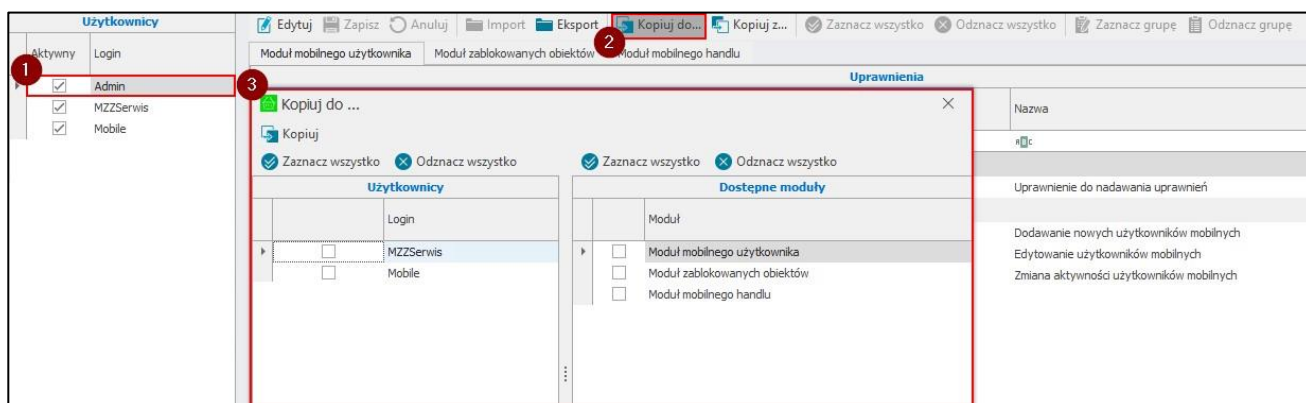 Użytkownicy
Edytuj Zapisz Anuluj Import Eksport Kopiuj do... Kopiuj z... Zaznacz wszystko Odznacz wszystko Zaznacz grupę Odznacz grupę
2
Aktywny Login
Moduł mobilnego użytkownika Moduł zablokowanych obiektów Moduł mobilnego handlu
1
Uprawnienia
Admin
3
MZZSerwis
Mobile
Kopiuj do ...
Kopiuj
Zaznacz wszystko Odznacz wszystko Zaznacz wszystko Odznacz wszystko
Użytkownicy Dostępne moduły
Login Moduł
MZZSerwis Moduł mobilnego użytkownika
Mobile Moduł zablokowanych obiektów
Moduł mobilnego handlu
Nazwa
Uprawnienie do nadawania uprawnień
Dodawanie nowych użytkowników mobilnych
Edytowanie użytkowników mobilnych
Zmiana aktywności użytkowników mobilnych